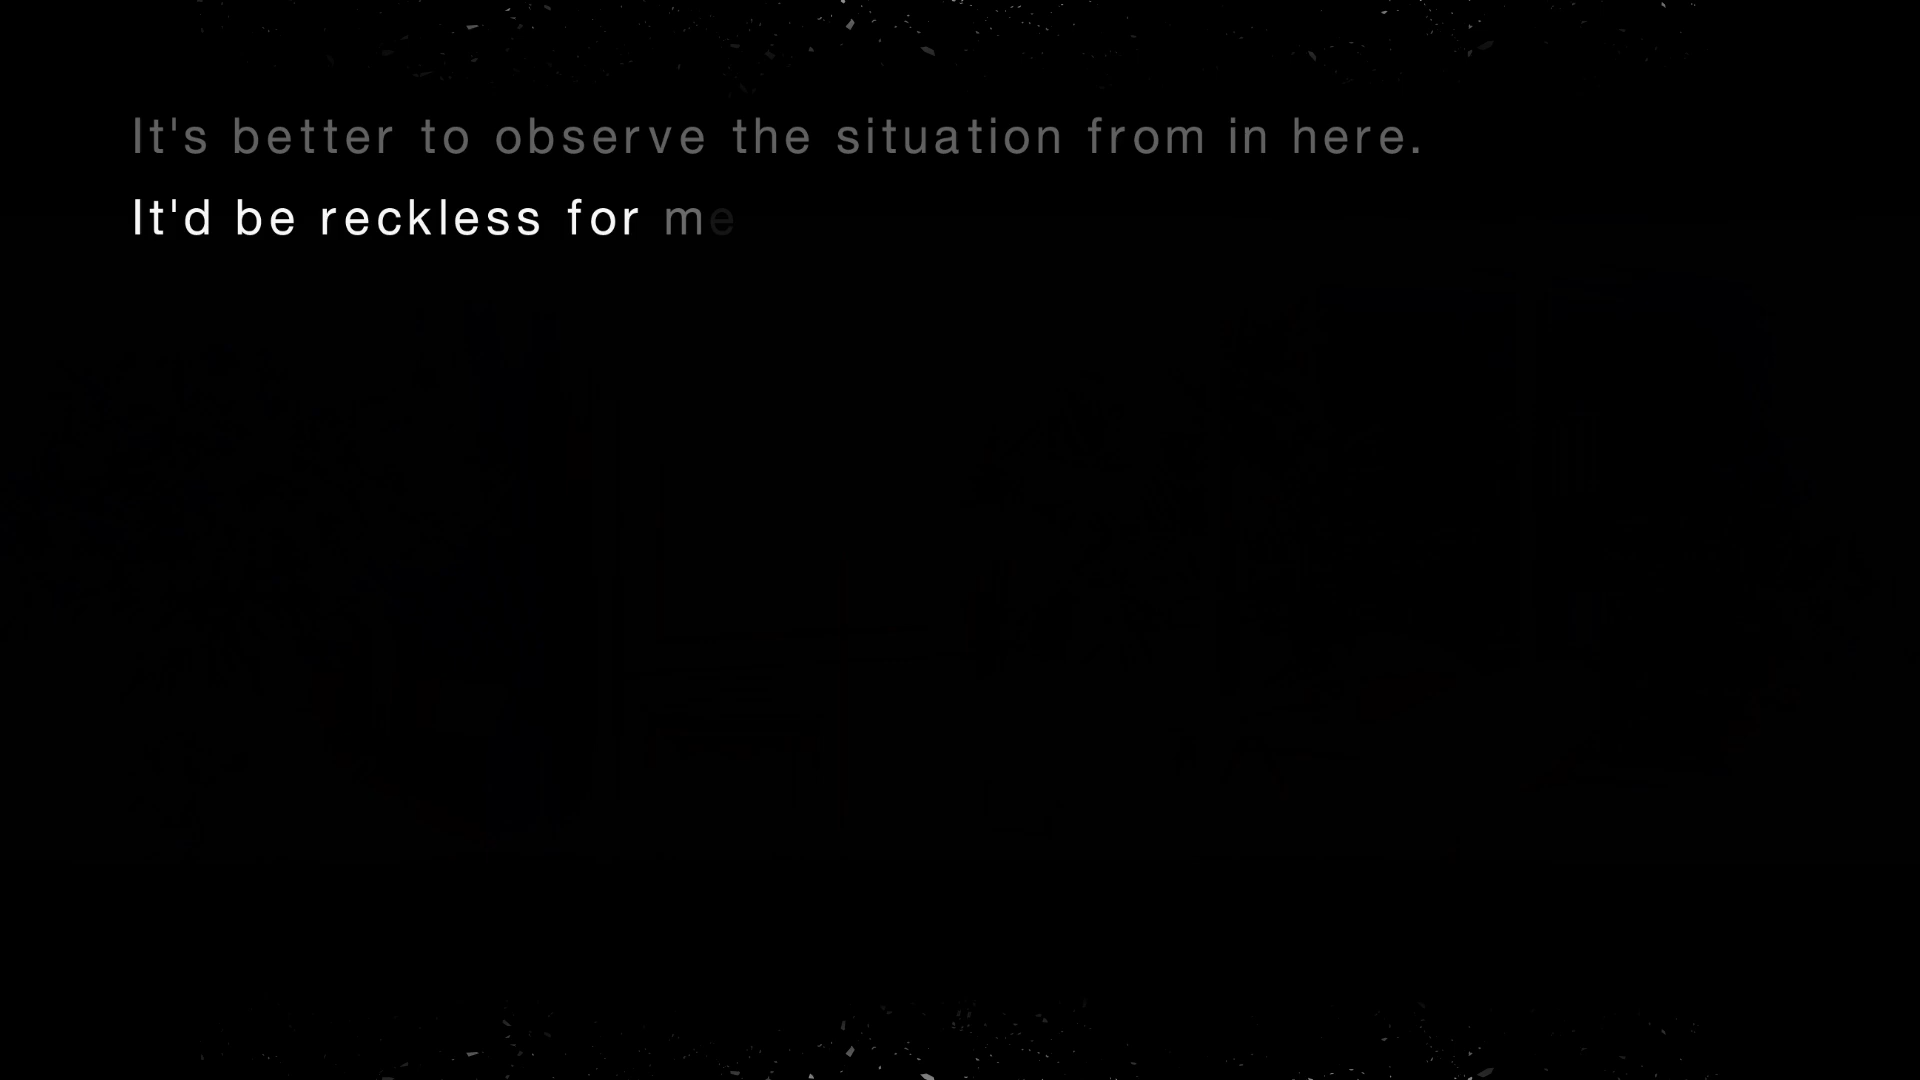 It's better to observe the situation from in here.
It'd be reckless for me